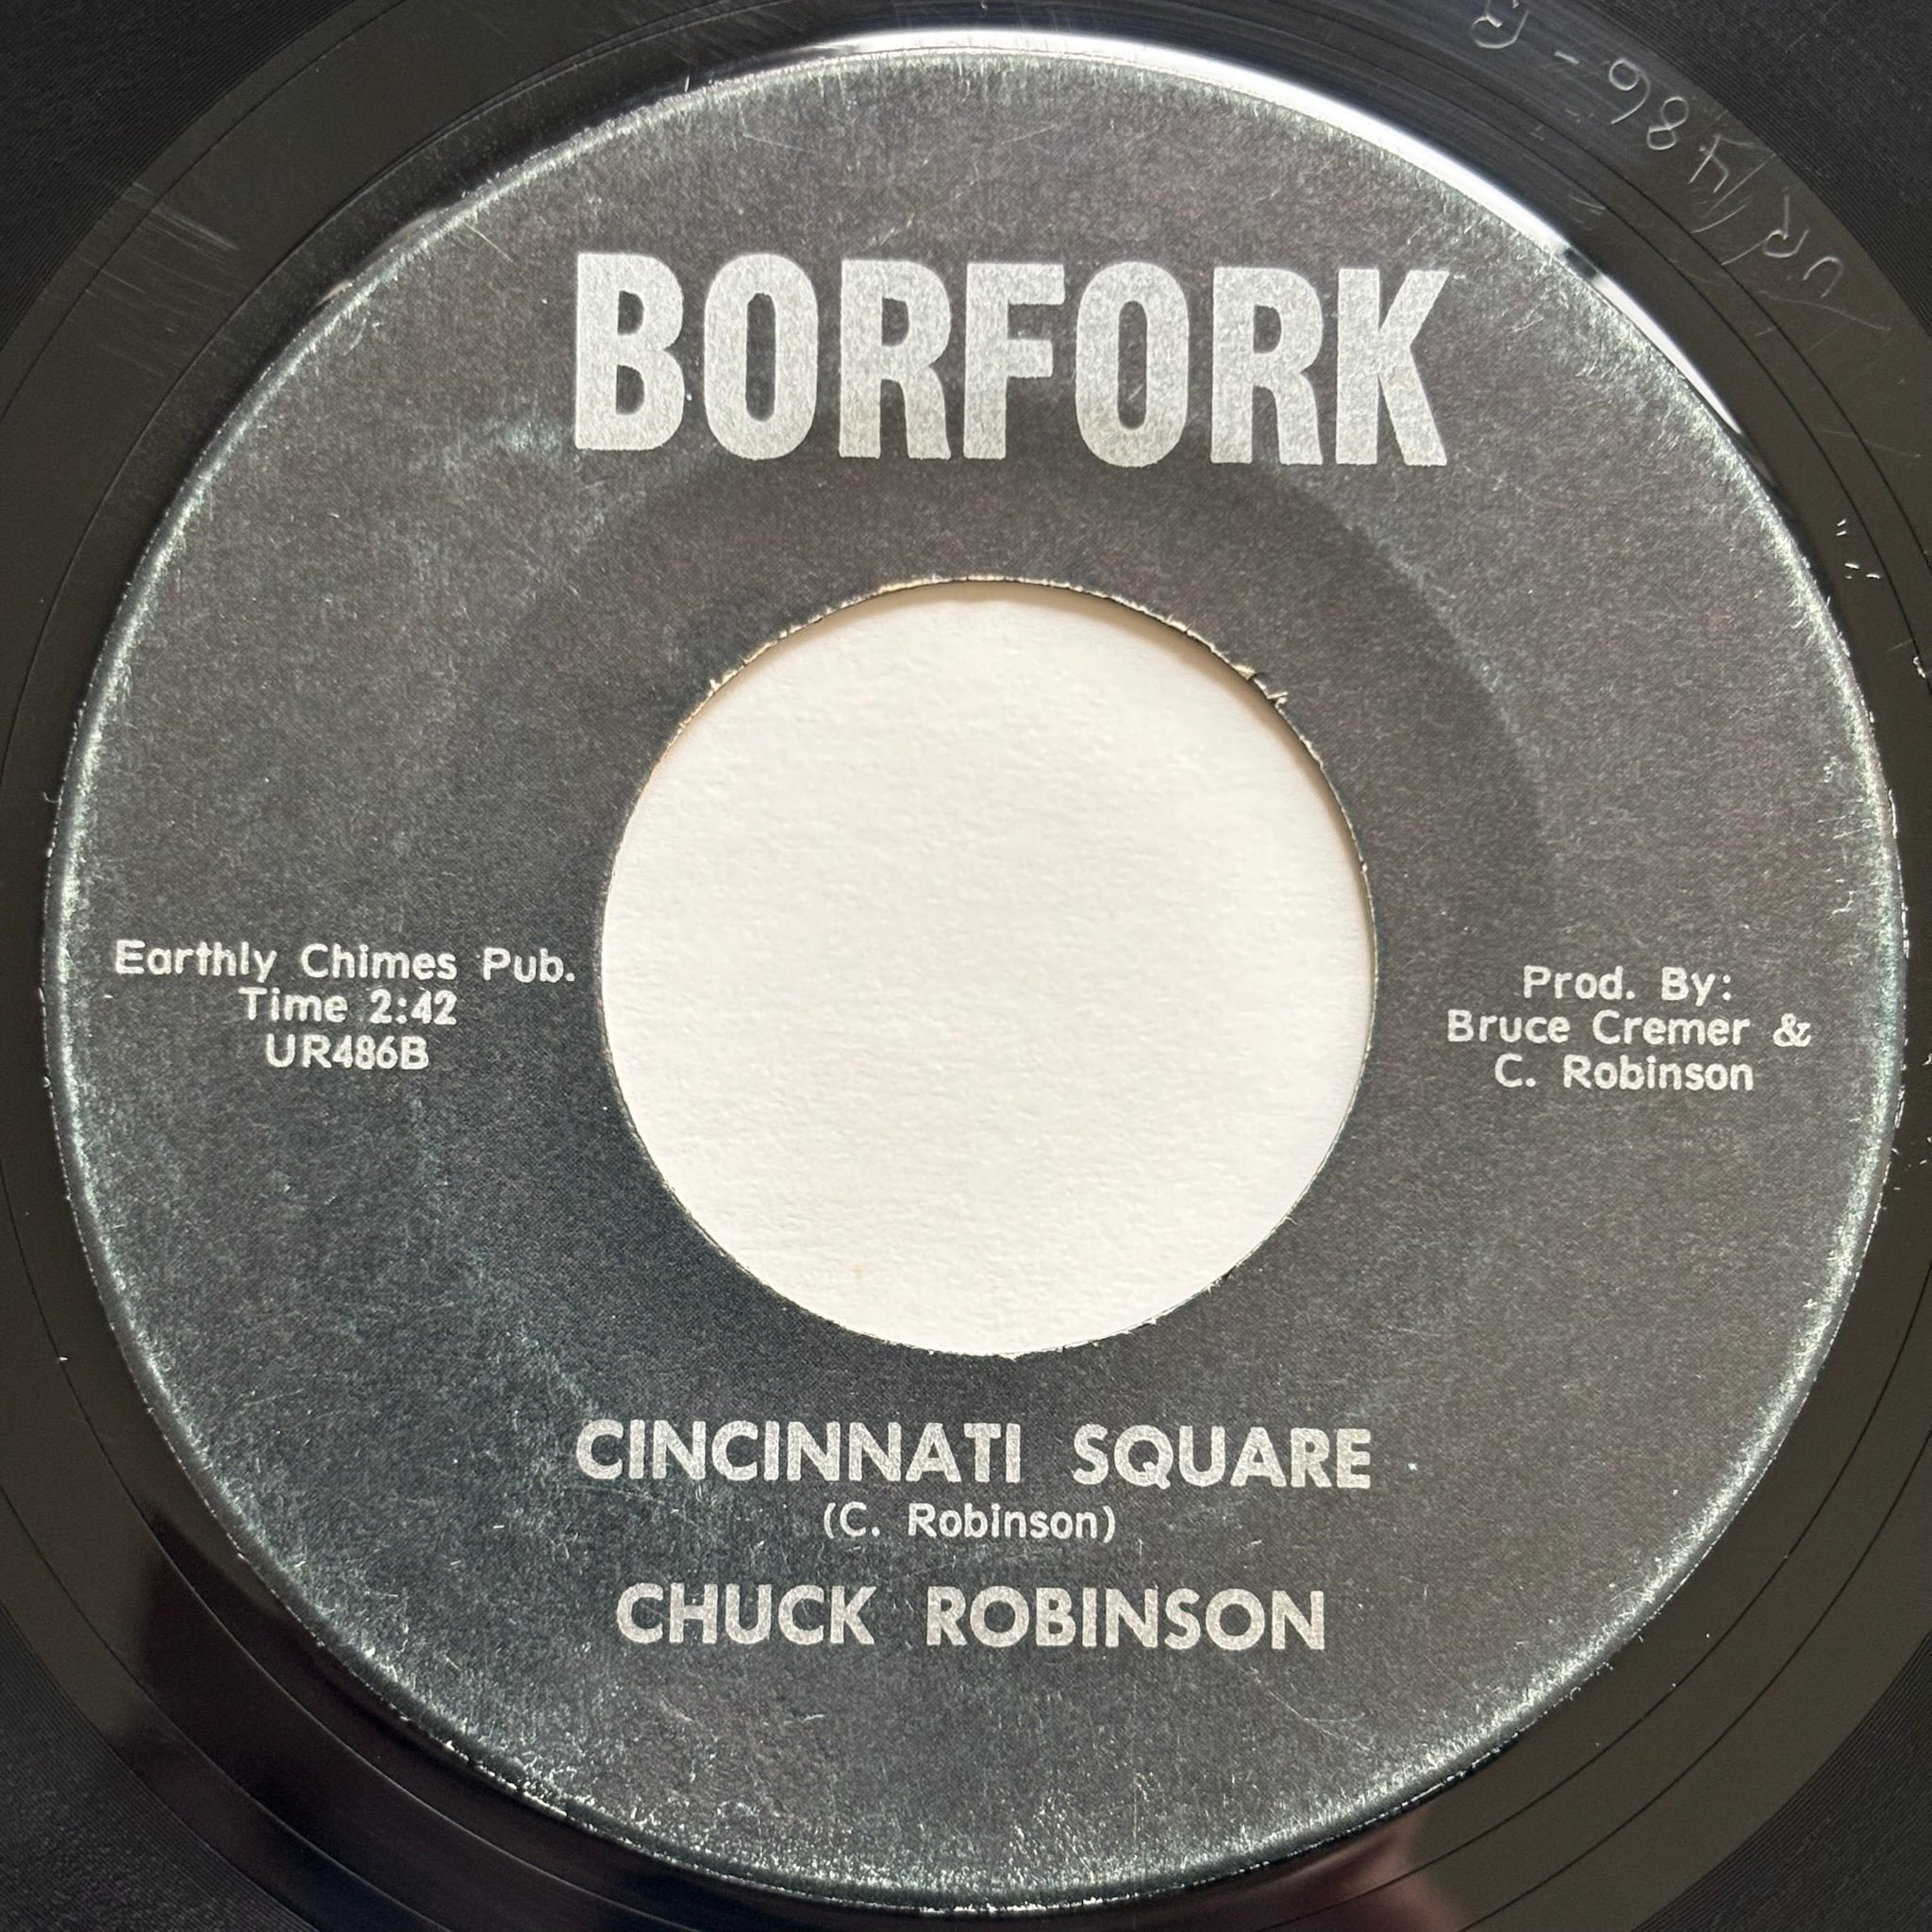 BORFORK
Earthly Chimes Pub.
Time 2:42
UR486B
Prod. By:
Bruce Cremer &
C. Robinson
CINCINNATI SQUARE
(C. Robinson)
CHUCK ROBINSON